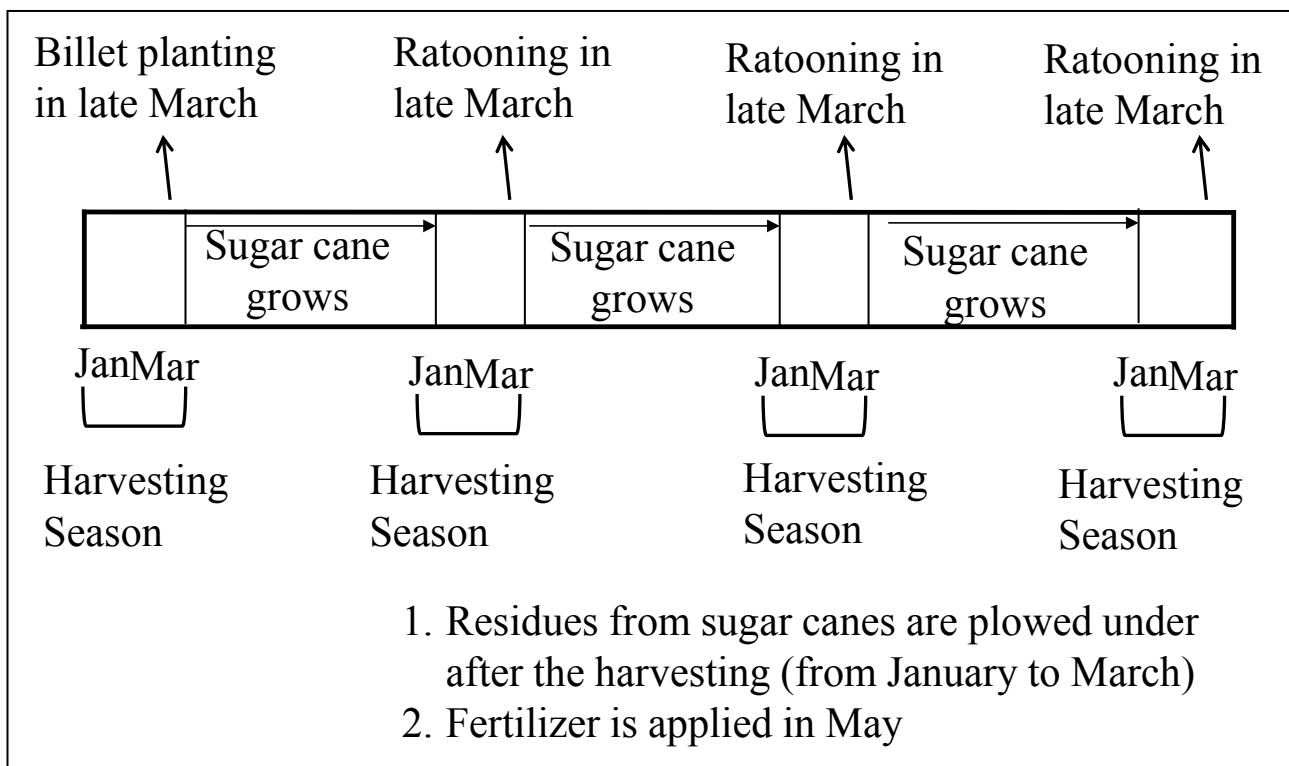 Billet planting
in late March
Ratooning in
late March
Ratooning in
late March
Ratooning in
late March
Sugar cane
grows
Sugar cane
grows
Sugar cane
grows
JanMar
JanMar
JanMar
JanMar
Harvesting
Season
Harvesting
Season
Harvesting
Season
Harvesting
Season
1. Residues from sugar canes are plowed under
after the harvesting (from January to March)
2. Fertilizer is applied in May